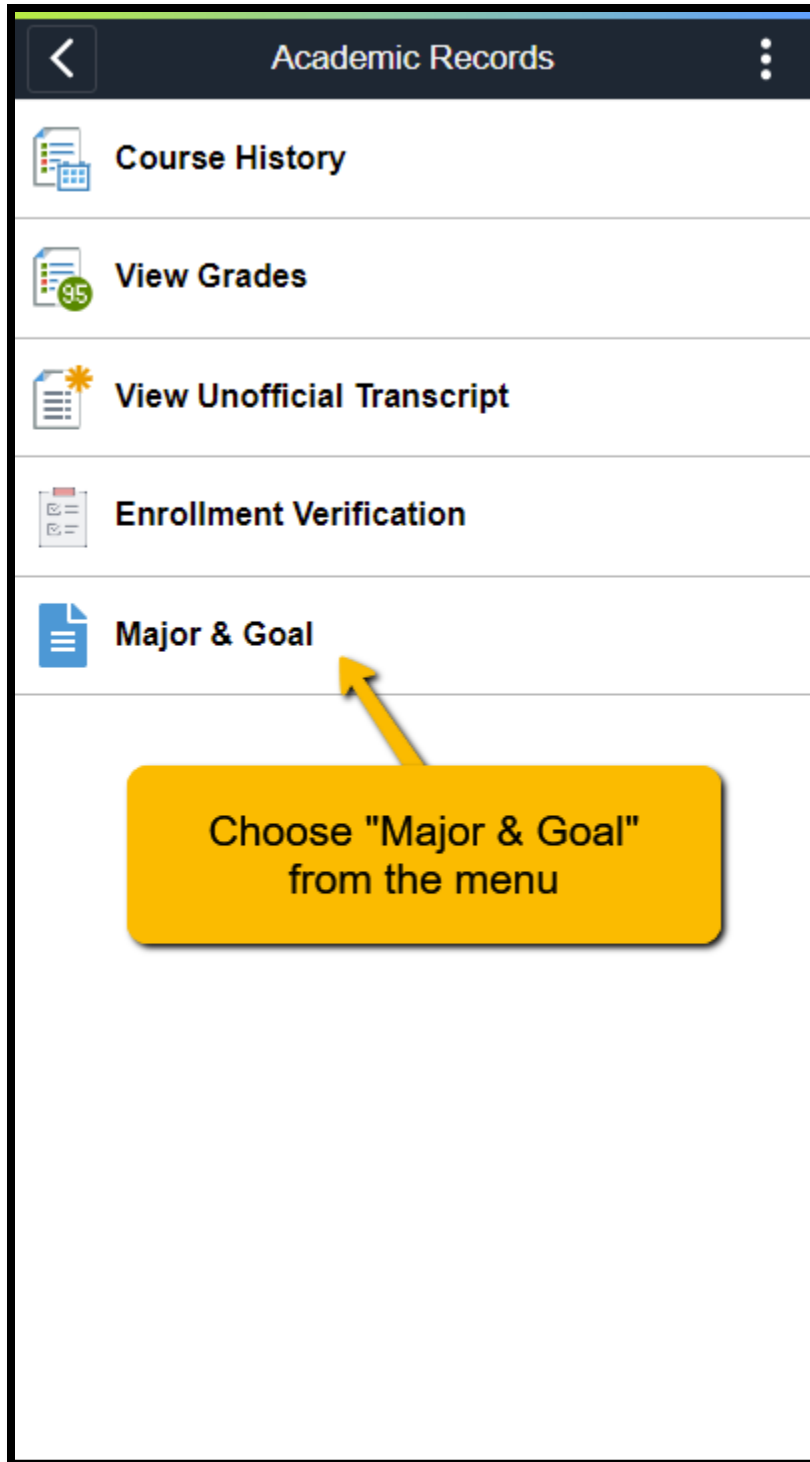 Academic Records
Course History
95
View Grades
View Unofficial Transcript
Enrollment Verification
Major & Goal
Choose "Major & Goal"
from the menu